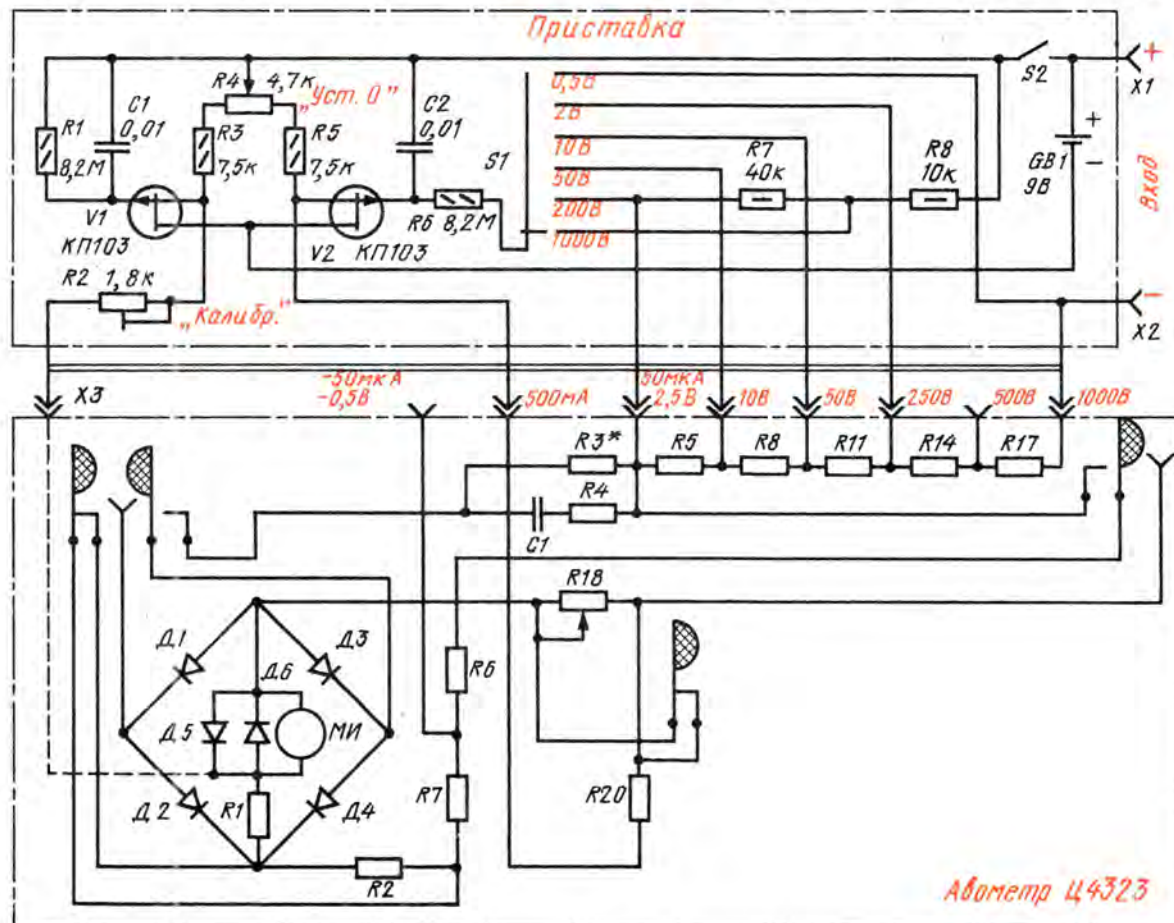 Приставка
R4
4,7к
„Уст. 0”
C1
0,01
C2
0,01
R1
8,2М
R3
7,5к
R5
7,5к
S1
V1
КП103
V2
КП103
R6
8,2М
R2
1,8к
„Калибр."
0,5В
2В
10В
50В
200В
1000В
R7
40к
R8
10к
S2
+
X1
+
−
GB1
9В
Вход
−
X2
X3
-50мкА
-0,5В
500мА
50мкА
2,5В
10В
50В
250В
500В
1000В
R3*
R5
R8
R11
R14
R17
R4
C1
R18
Д1
Д3
Д6
R6
Д5
МИ
Д2
R1
Д4
R7
R20
R2
Авометр Ц4323